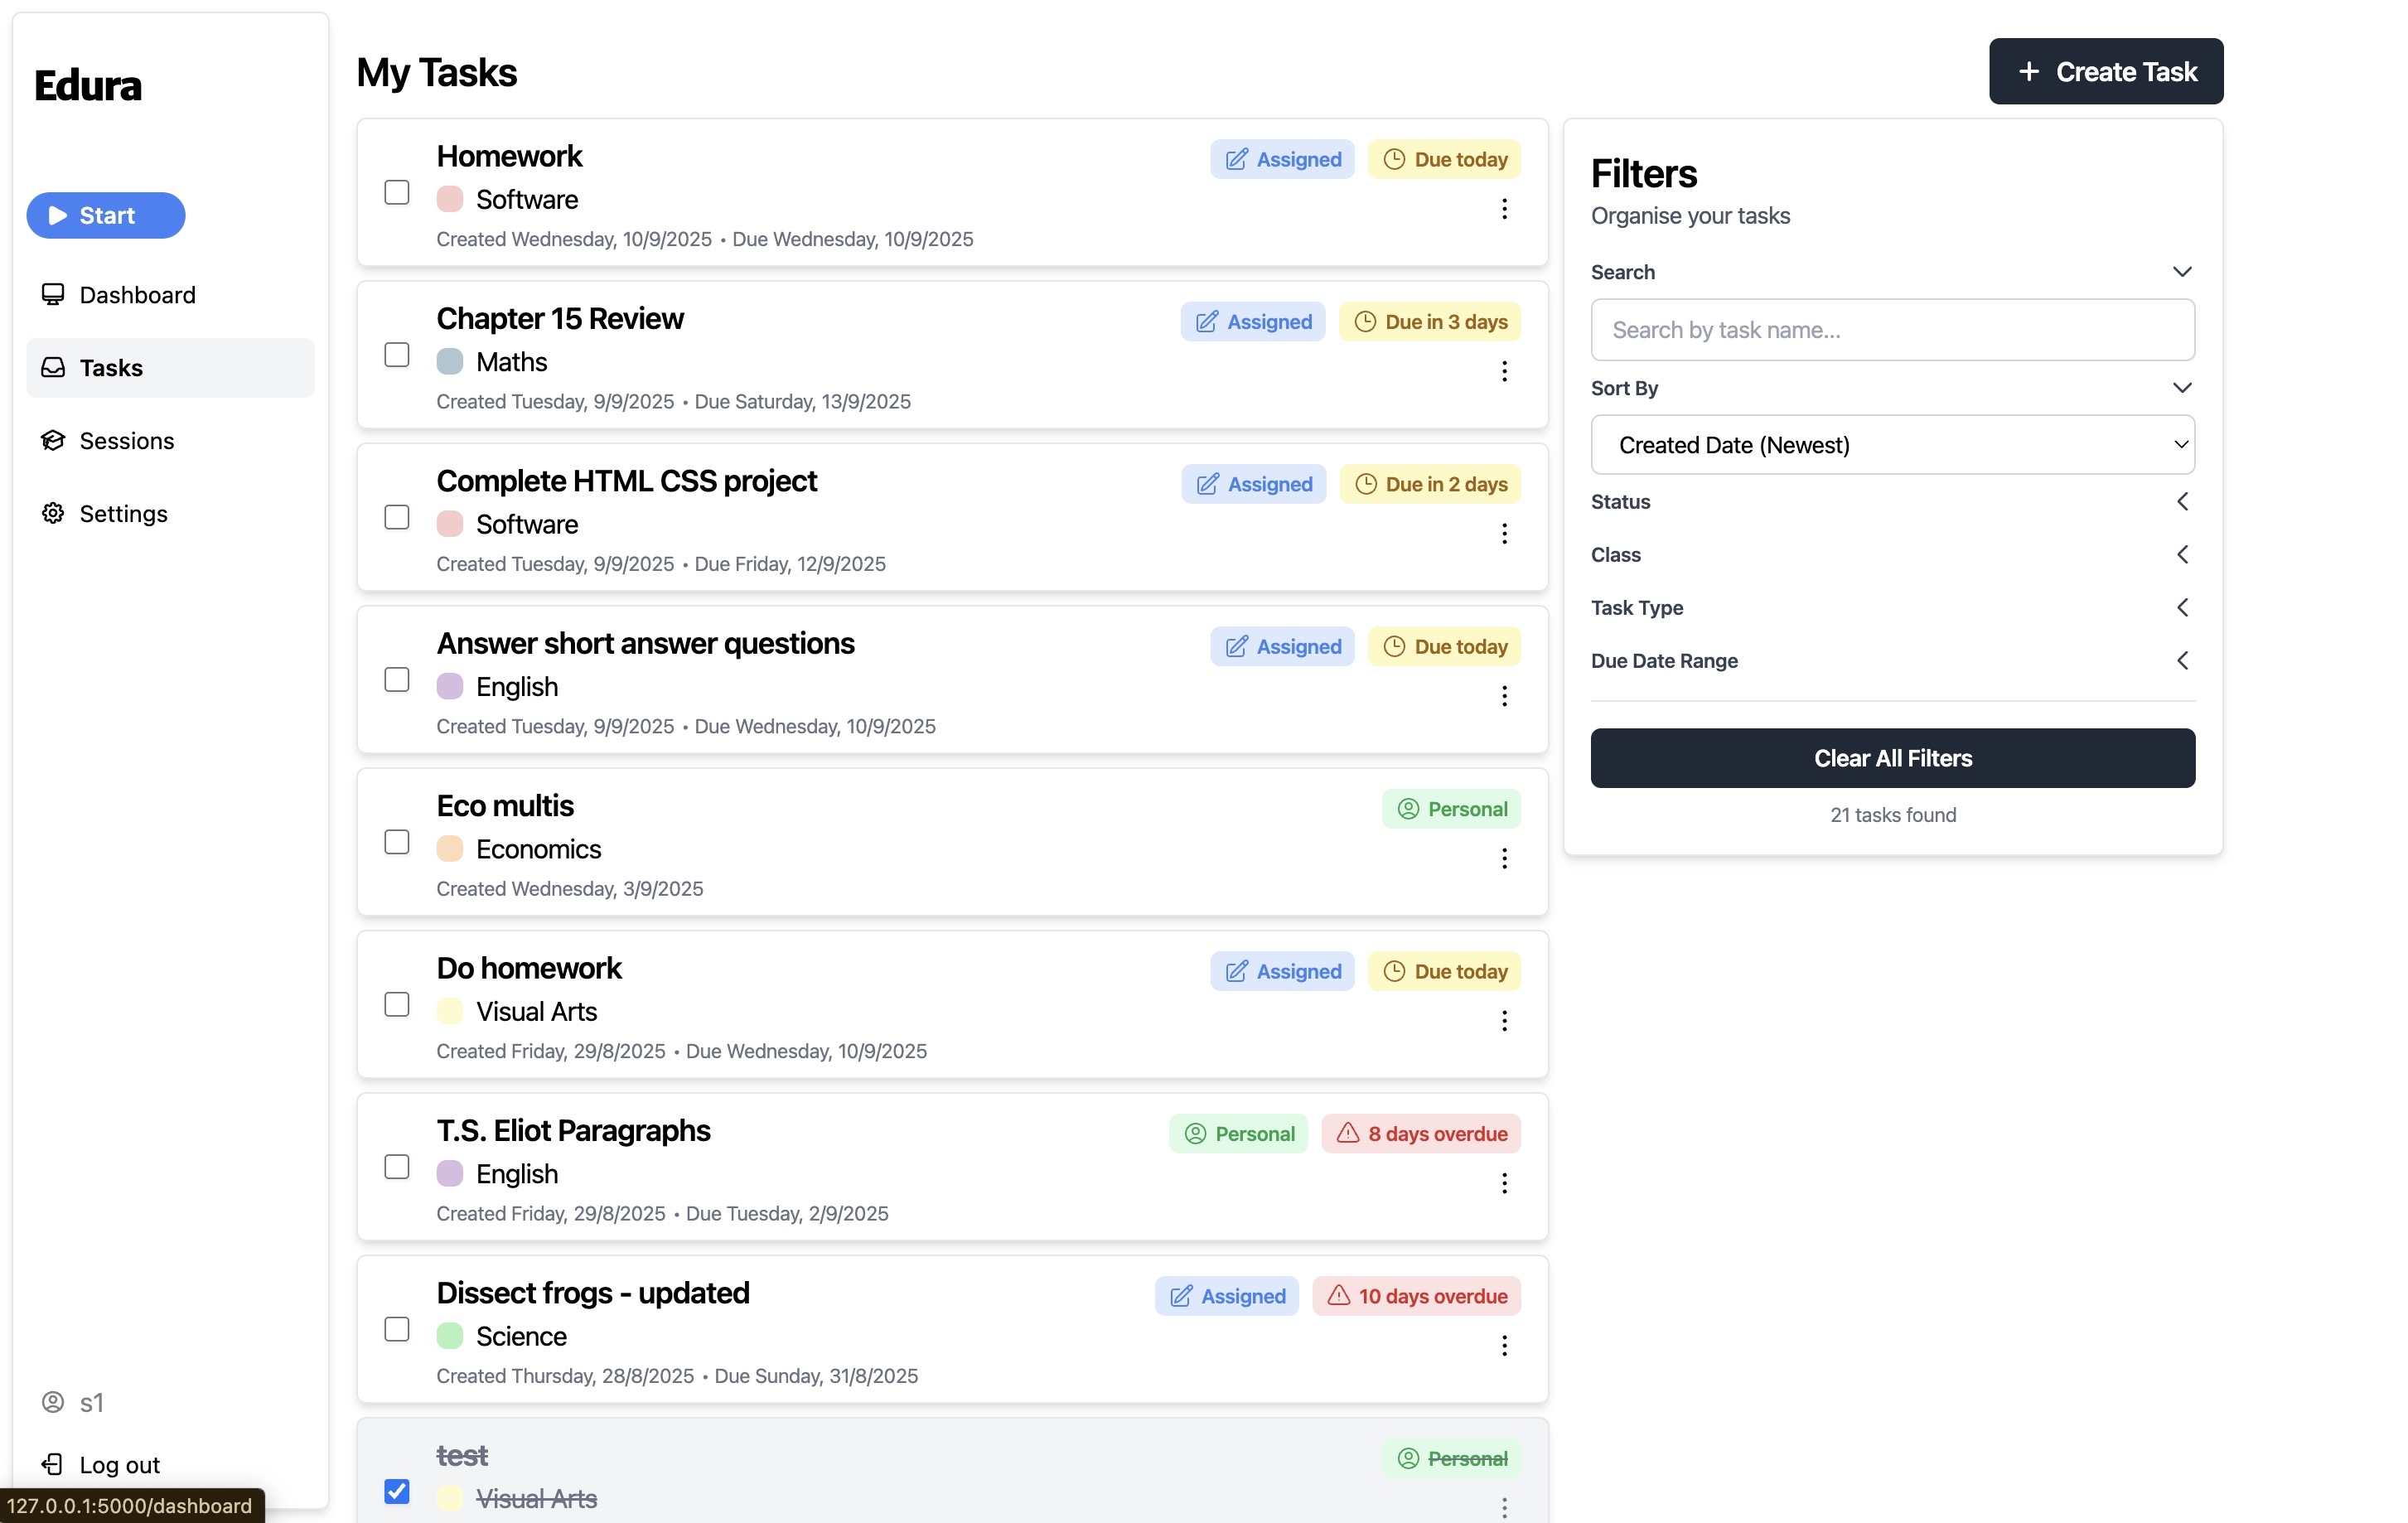 Edura
Start
Dashboard
Tasks
Sessions
Settings
s1
Log out
127.0.0.1:5000/dashboard
My Tasks
+ Create Task
Homework
Assigned
Due today
Software
Created Wednesday, 10/9/2025 • Due Wednesday, 10/9/2025
Chapter 15 Review
Assigned
Due in 3 days
Maths
Created Tuesday, 9/9/2025 • Due Saturday, 13/9/2025
Complete HTML CSS project
Assigned
Due in 2 days
Software
Created Tuesday, 9/9/2025 • Due Friday, 12/9/2025
Answer short answer questions
Assigned
Due today
English
Created Tuesday, 9/9/2025 • Due Wednesday, 10/9/2025
Eco multis
Personal
Economics
Created Wednesday, 3/9/2025
Do homework
Assigned
Due today
Visual Arts
Created Friday, 29/8/2025 • Due Wednesday, 10/9/2025
T.S. Eliot Paragraphs
Personal
8 days overdue
English
Created Friday, 29/8/2025 • Due Tuesday, 2/9/2025
Dissect frogs - updated
Assigned
10 days overdue
Science
Created Thursday, 28/8/2025 • Due Sunday, 31/8/2025
test
Personal
Visual Arts
Filters
Organise your tasks
Search
Search by task name...
Sort By
Created Date (Newest)
Status
Class
Task Type
Due Date Range
Clear All Filters
21 tasks found